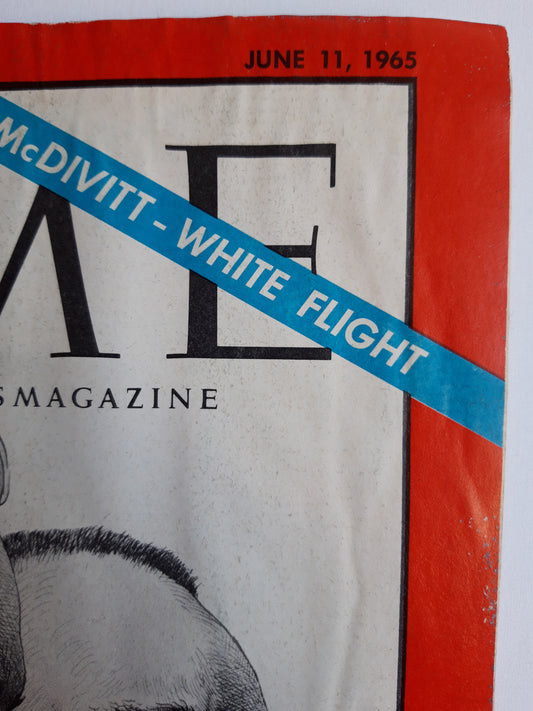 JUNE 11, 1965
McDIVITT - WHITE FLIGHT
ME
SMAGAZINE